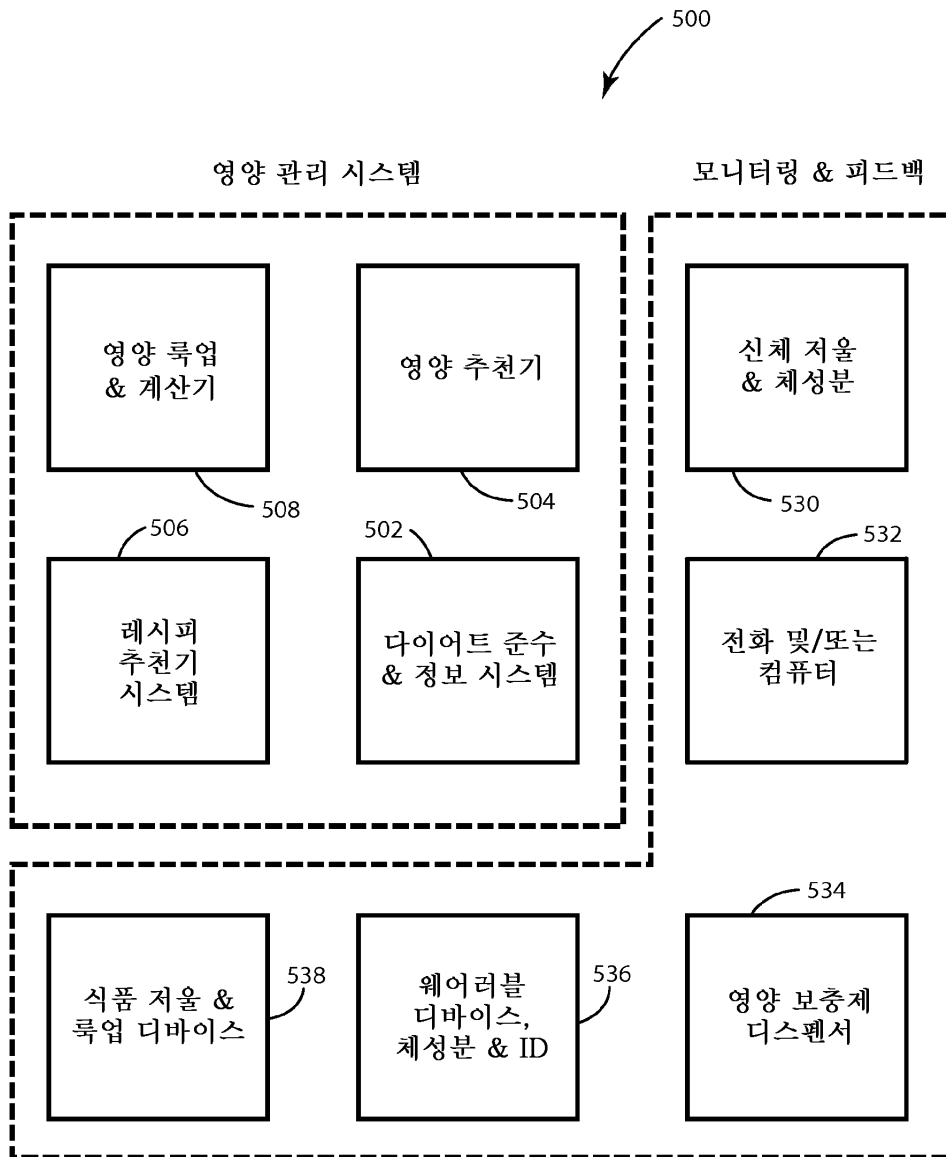 500
영양 관리 시스템
모니터링 & 피드백
영양 룩업
& 계산기
508
영양 추천기
504
신체 저울
& 체성분
530
506
레시피
추천기
시스템
502
다이어트 준수
& 정보 시스템
532
전화 및/또는
컴퓨터
식품 저울 &
룩업 디바이스
538
웨어러블
디바이스,
체성분 & ID
536
534
영양 보충제
디스펜서